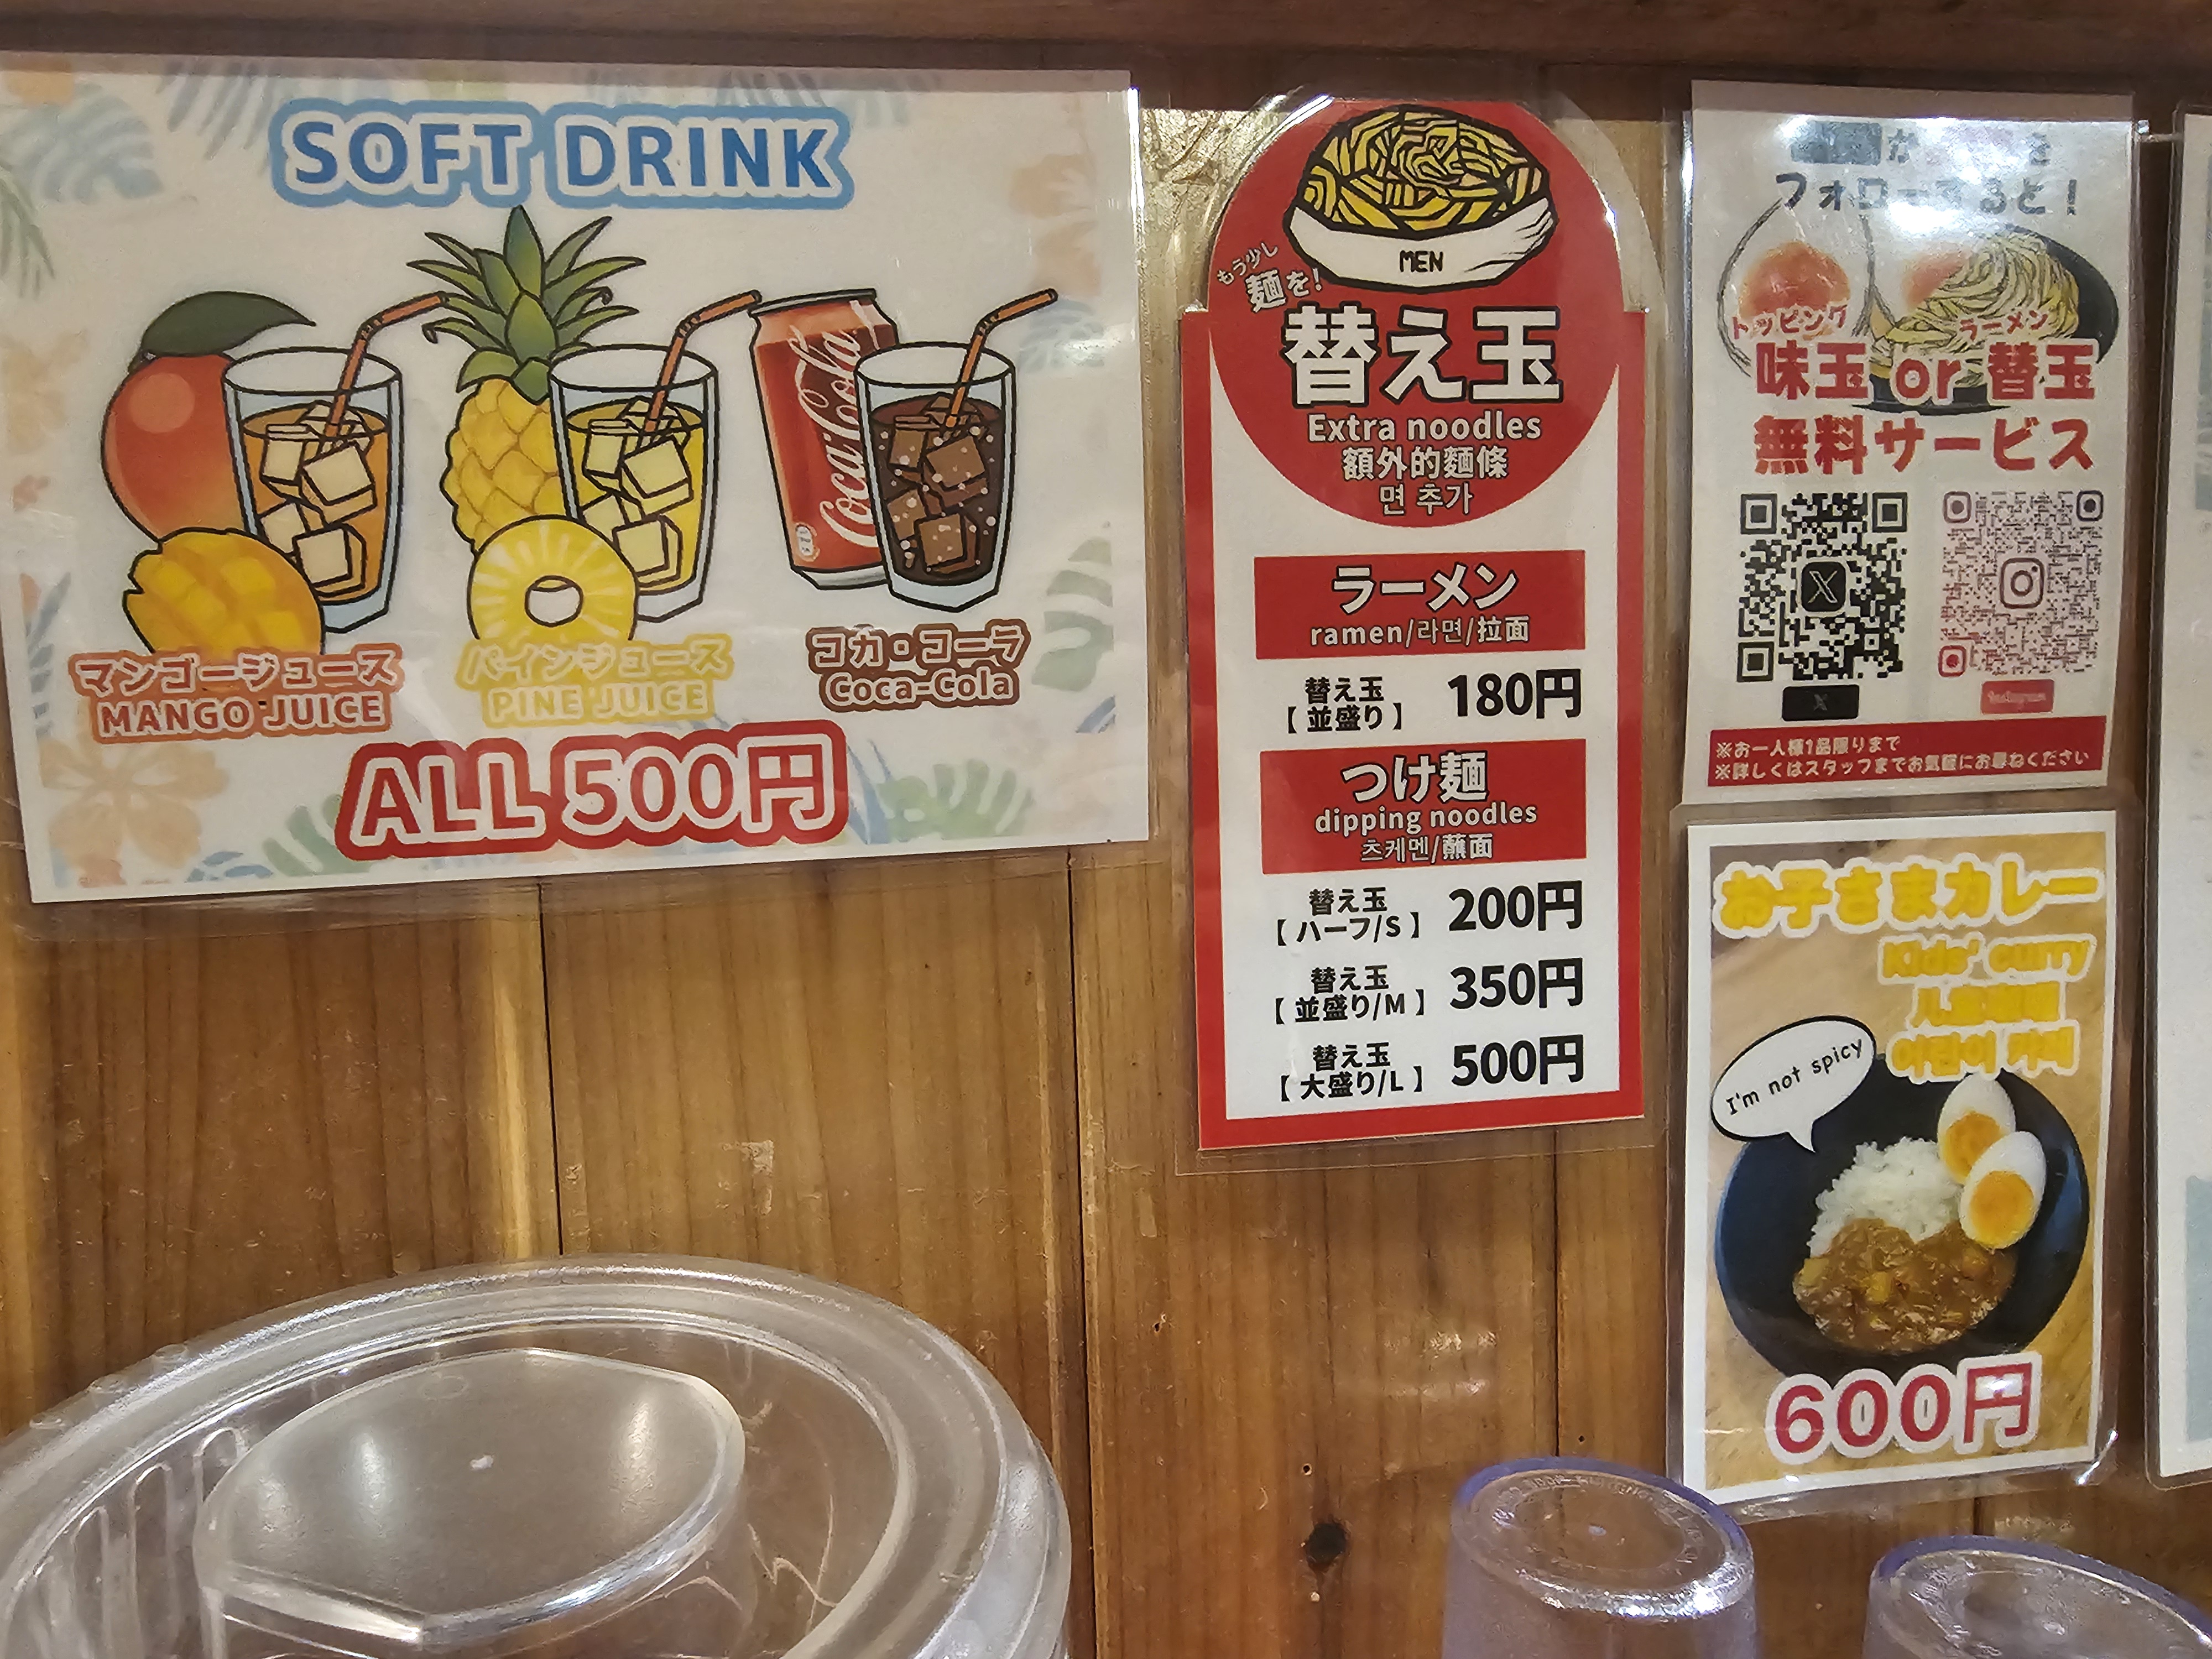 SOFT DRINK
Coca-Cola
マンゴージュース
MANGO JUICE
パインジュース
PINE JUICE
コカ・コーラ
Coca-Cola
ALL 500円
MEN
もう少し
麺を!
替え玉
Extra noodles
額外的麵條
면 추가
ラーメン
ramen/라면/拉面
替え玉
【 並盛り 】 180円
つけ麺
dipping noodles
츠케멘/蘸面
替え玉
【 ハーフ/S 】 200円
替え玉
【 並盛り/M 】 350円
替え玉
【 大盛り/L 】 500円
フォローすると!
トッピング ラーメン
味玉 or 替玉
無料サービス
X
Instagram
※お一人様1品限りまで
※詳しくはスタッフまでお気軽にお尋ねください
お子さまカレー
Kids' curry
어린이 카레
I'm not spicy
600円